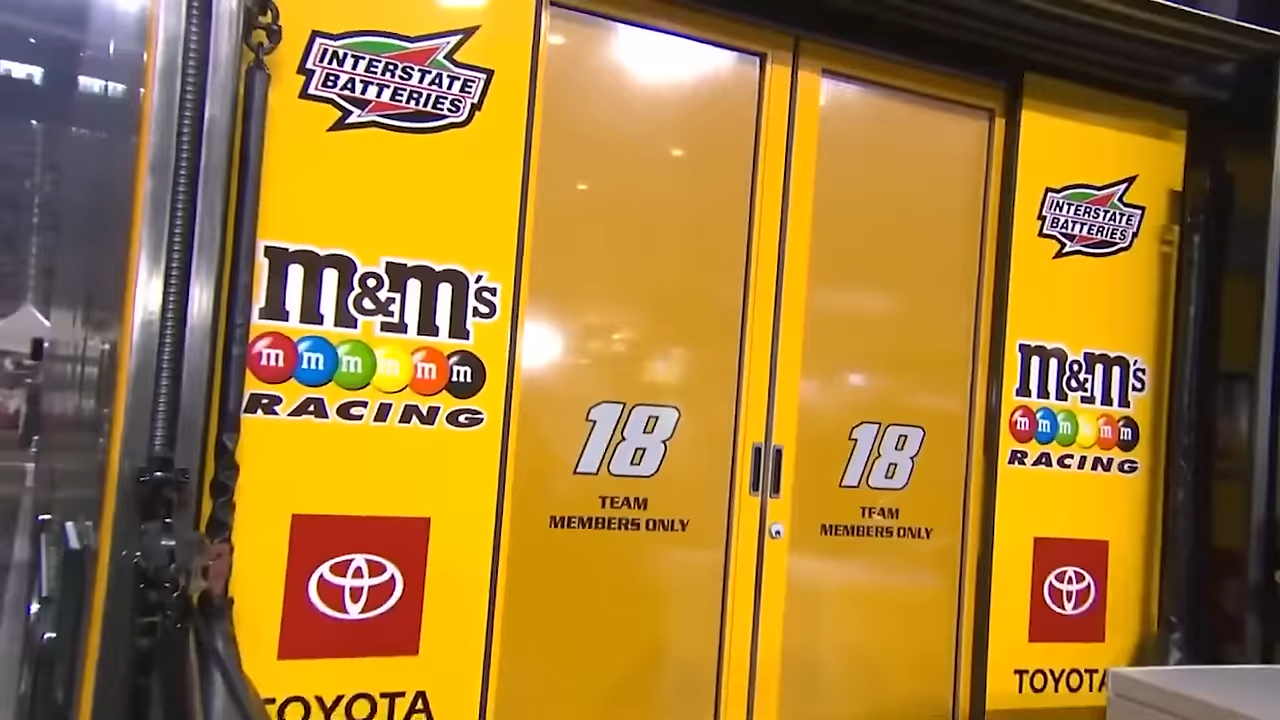 INTERSTATE
BATTERIES
m&m's
m m m m m m
RACING
TOYOTA
18
TEAM
MEMBERS ONLY
18
TEAM
MEMBERS ONLY
INTERSTATE
BATTERIES
m&m's
m m m m m m
RACING
TOYOTA